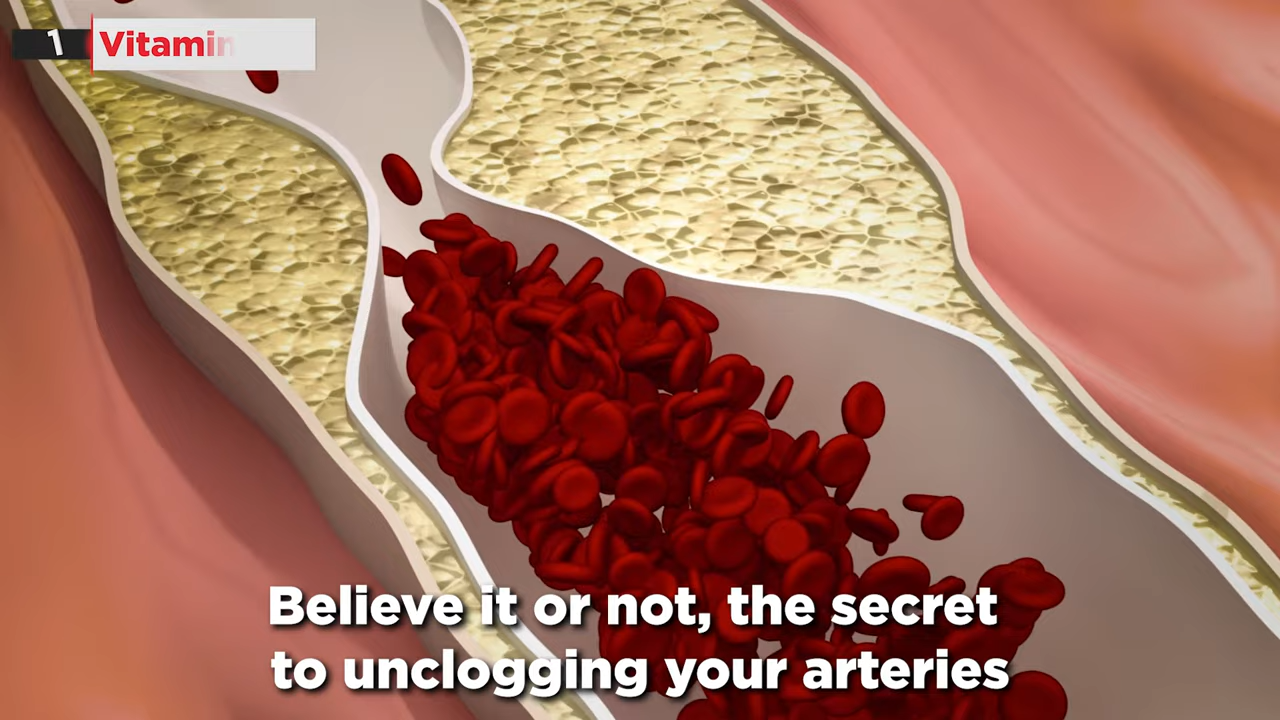 1
Vitamin
Believe it or not, the secret
to unclogging your arteries